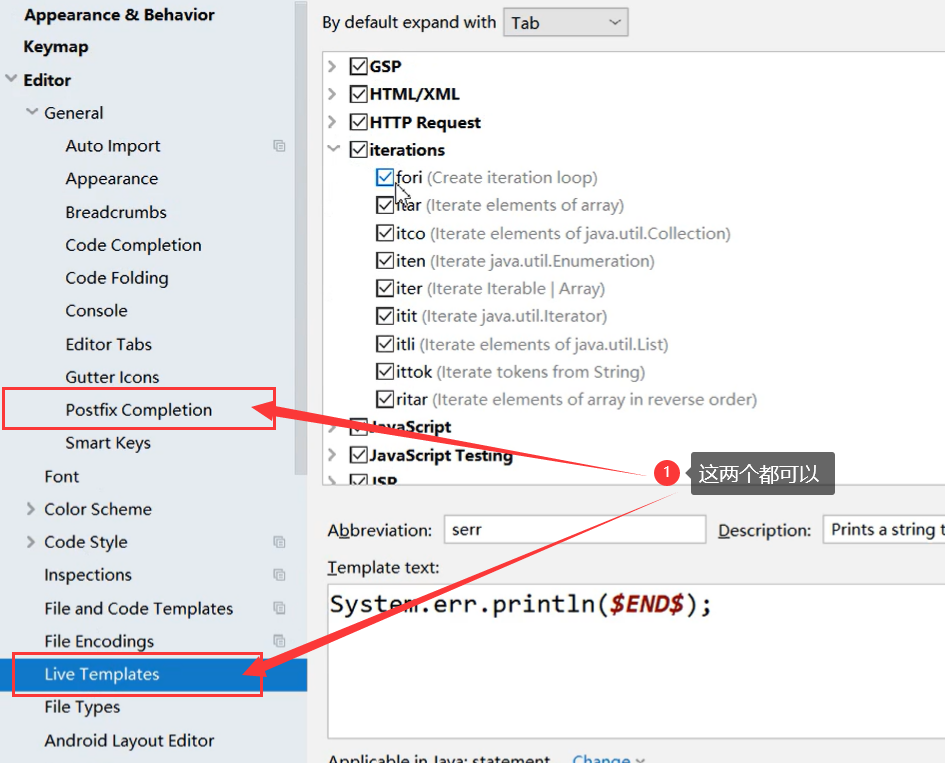 Appearance & Behavior
Keymap
Editor
General
Auto Import
Appearance
Breadcrumbs
Code Completion
Code Folding
Console
Editor Tabs
Gutter Icons
Postfix Completion
Smart Keys
Font
Color Scheme
Code Style
Inspections
File and Code Templates
File Encodings
Live Templates
File Types
Android Layout Editor
By default expand with Tab
GSP
HTML/XML
HTTP Request
iterations
fori (Create iteration loop)
itar (Iterate elements of array)
itco (Iterate elements of java.util.Collection)
iten (Iterate java.util.Enumeration)
iter (Iterate Iterable | Array)
itit (Iterate java.util.Iterator)
itli (Iterate elements of java.util.List)
ittok (Iterate tokens from String)
ritar (Iterate elements of array in reverse order)
JavaScript
JavaScript Testing
JSP
1 这两个都可以
Abbreviation: serr Description: Prints a string t
Template text:
System.err.println($END$);
Applicable in Java: statement. Change